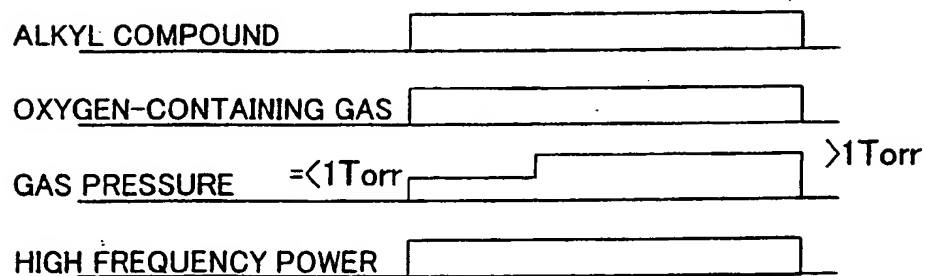 ALKYL COMPOUND
OXYGEN-CONTAINING GAS
>1Torr
GAS PRESSURE =<1Torr
HIGH FREQUENCY POWER